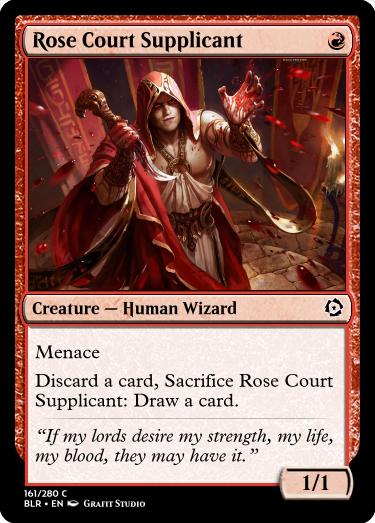 Rose Court Supplicant
Creature — Human Wizard
Menace
Discard a card, Sacrifice Rose Court
Supplicant: Draw a card.
“If my lords desire my strength, my life,
my blood, they may have it.”
1/1
161/280 C
BLR • EN Grafit Studio